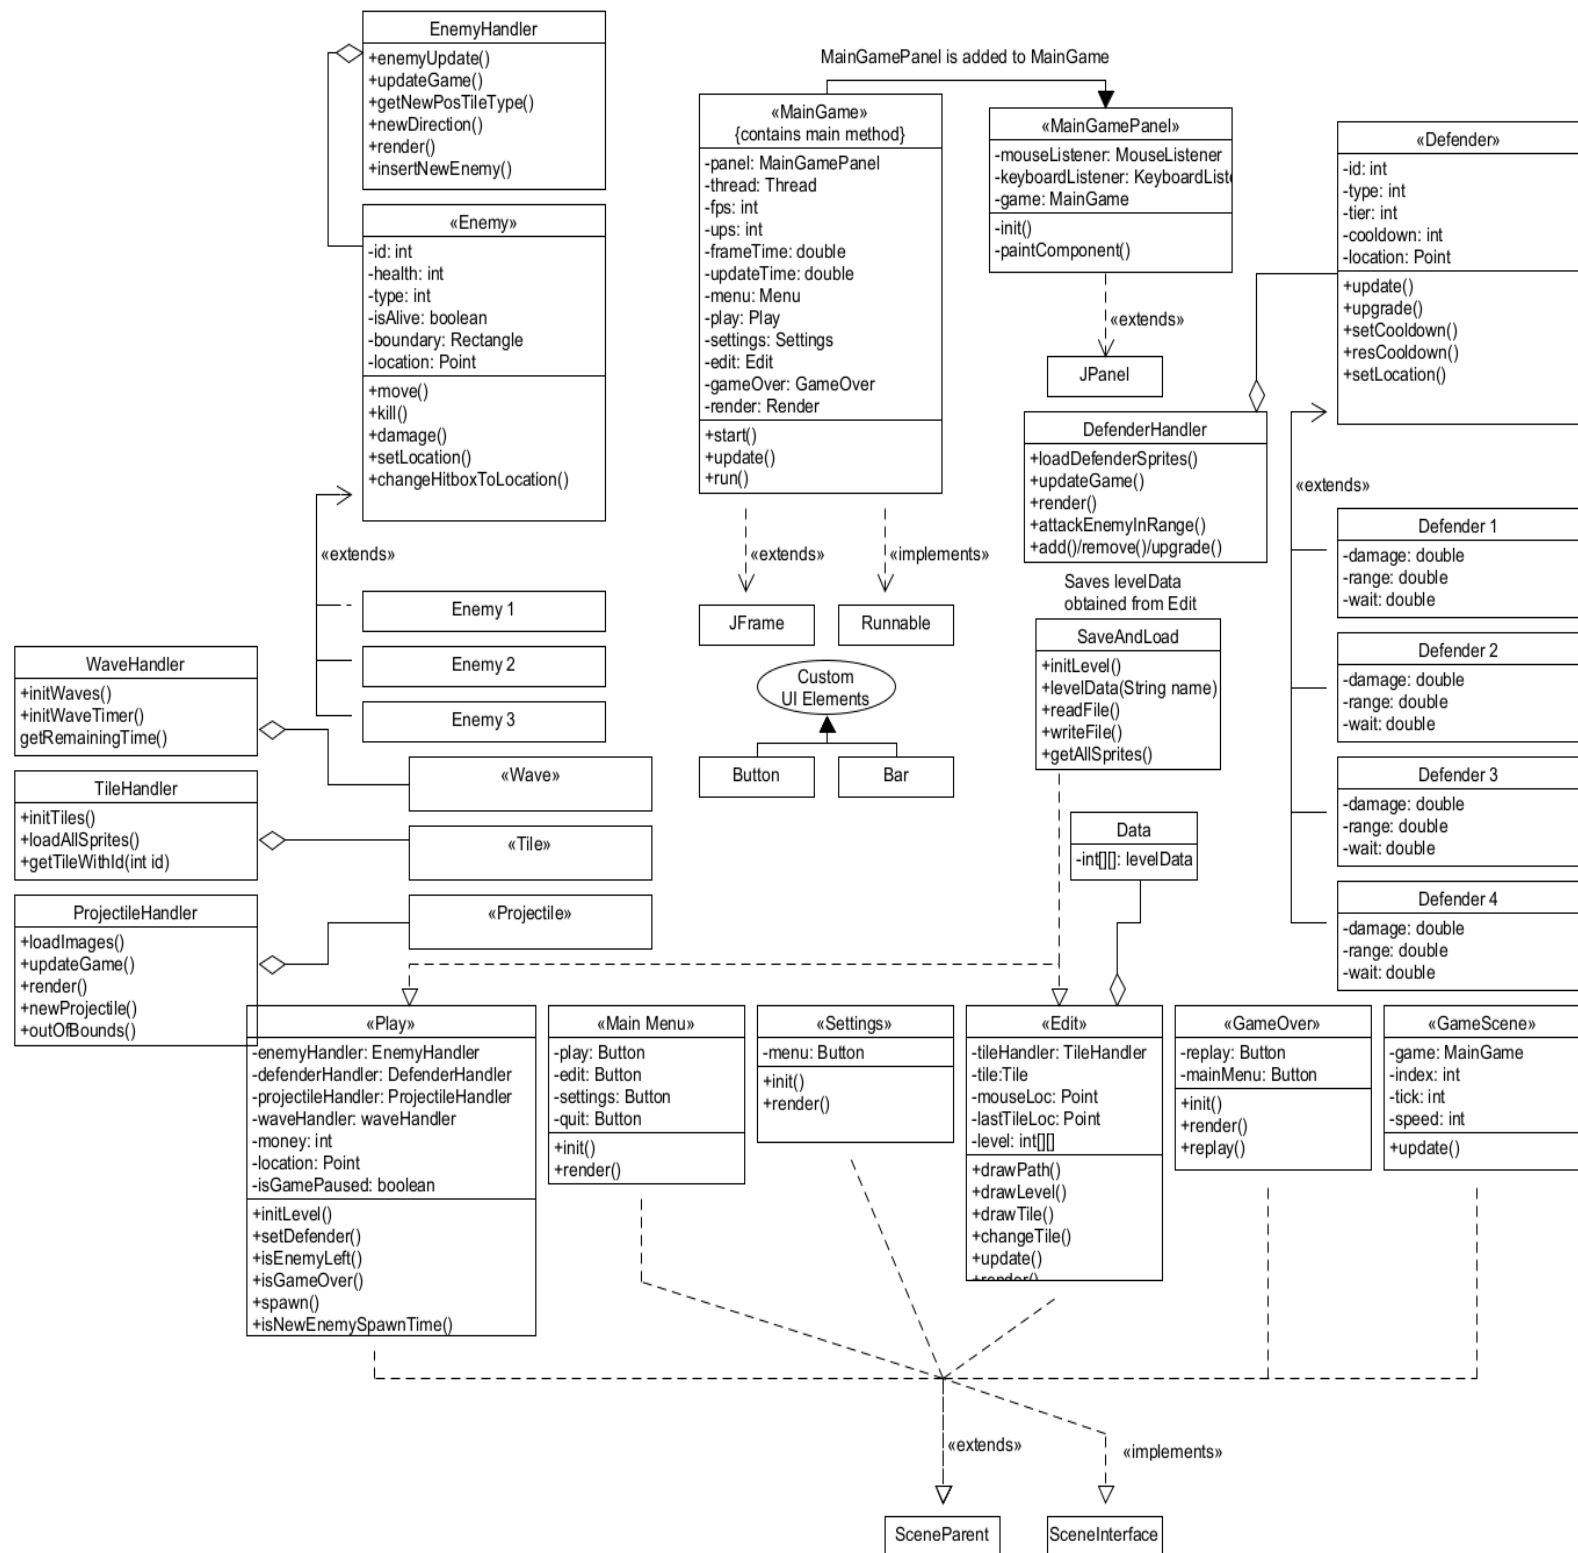 EnemyHandler
+enemyUpdate()
+updateGame()
+getNewPosTileType()
+newDirection()
+render()
+insertNewEnemy()
«Enemy»
-id: int
-health: int
-type: int
-isAlive: boolean
-boundary: Rectangle
-location: Point
+move()
+kill()
+damage()
+setLocation()
+changeHitboxToLocation()
«extends»
Enemy 1
Enemy 2
Enemy 3
MainGamePanel is added to MainGame
«MainGame»
{contains main method}
-panel: MainGamePanel
-thread: Thread
-fps: int
-ups: int
-frameTime: double
-updateTime: double
-menu: Menu
-play: Play
-settings: Settings
-edit: Edit
-gameOver: GameOver
-render: Render
+start()
+update()
+run()
«extends»
«implements»
JFrame
Runnable
Custom
UI Elements
Button
Bar
«MainGamePanel»
-mouseListener: MouseListener
-keyboardListener: KeyboardListe
-game: MainGame
-init()
-paintComponent()
«extends»
JPanel
DefenderHandler
+loadDefenderSprites()
+updateGame()
+render()
+attackEnemyInRange()
+add()/remove()/upgrade()
Saves levelData
obtained from Edit
SaveAndLoad
+initLevel()
+levelData(String name)
+readFile()
+writeFile()
+getAllSprites()
Data
-int[][]: levelData
«Defender»
-id: int
-type: int
-tier: int
-cooldown: int
-location: Point
+update()
+upgrade()
+setCooldown()
+resCooldown()
+setLocation()
«extends»
Defender 1
-damage: double
-range: double
-wait: double
Defender 2
-damage: double
-range: double
-wait: double
Defender 3
-damage: double
-range: double
-wait: double
Defender 4
-damage: double
-range: double
-wait: double
WaveHandler
+initWaves()
+initWaveTimer()
getRemainingTime()
«Wave»
TileHandler
+initTiles()
+loadAllSprites()
+getTileWithId(int id)
«Tile»
ProjectileHandler
+loadImages()
+updateGame()
+render()
+newProjectile()
+outOfBounds()
«Projectile»
«Play»
-enemyHandler: EnemyHandler
-defenderHandler: DefenderHandler
-projectileHandler: ProjectileHandler
-waveHandler: waveHandler
-money: int
-location: Point
-isGamePaused: boolean
+initLevel()
+setDefender()
+isEnemyLeft()
+isGameOver()
+spawn()
+isNewEnemySpawnTime()
«Main Menu»
-play: Button
-edit: Button
-settings: Button
-quit: Button
+init()
+render()
«Settings»
-menu: Button
+init()
+render()
«Edit»
-tileHandler: TileHandler
-tile:Tile
-mouseLoc: Point
-lastTileLoc: Point
-level: int[][]
+drawPath()
+drawLevel()
+drawTile()
+changeTile()
+update()
+render()
«GameOver»
-replay: Button
-mainMenu: Button
+init()
+render()
+replay()
«GameScene»
-game: MainGame
-index: int
-tick: int
-speed: int
+update()
«extends»
«implements»
SceneParent
SceneInterface